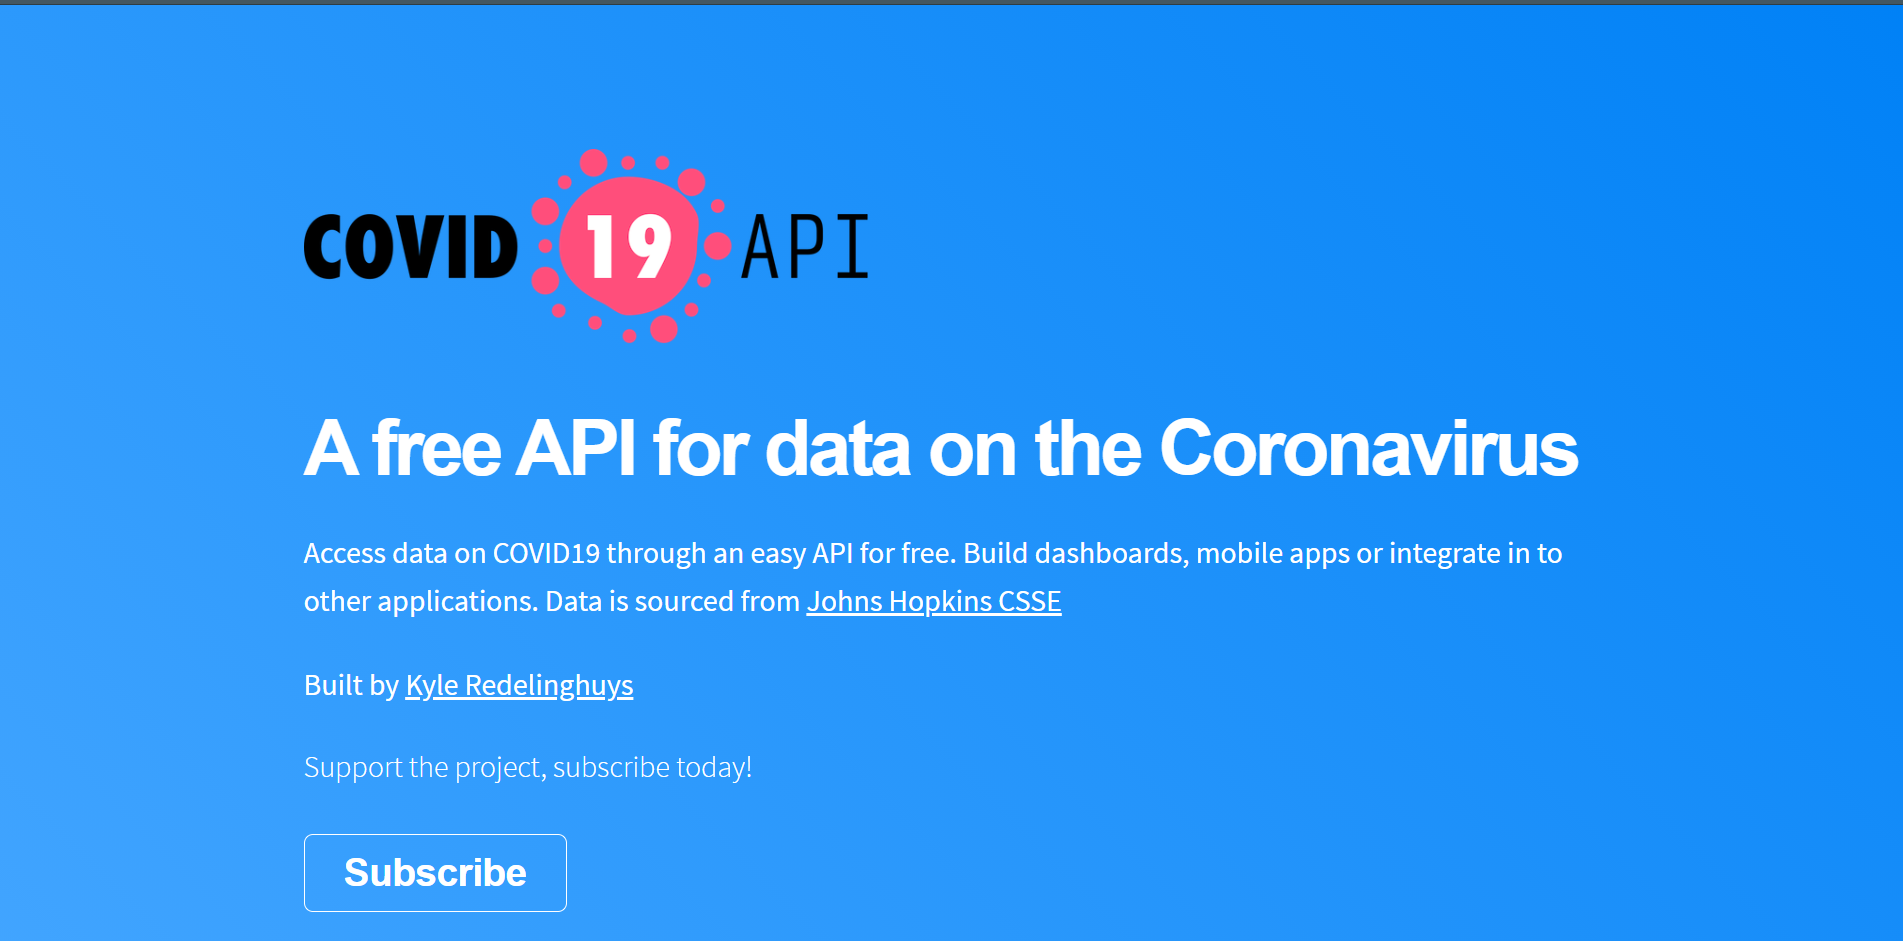 COVID 19 API
A free API for data on the Coronavirus
Access data on COVID19 through an easy API for free. Build dashboards, mobile apps or integrate in to
other applications. Data is sourced from Johns Hopkins CSSE
Built by Kyle Redelinghuys
Support the project, subscribe today!
Subscribe